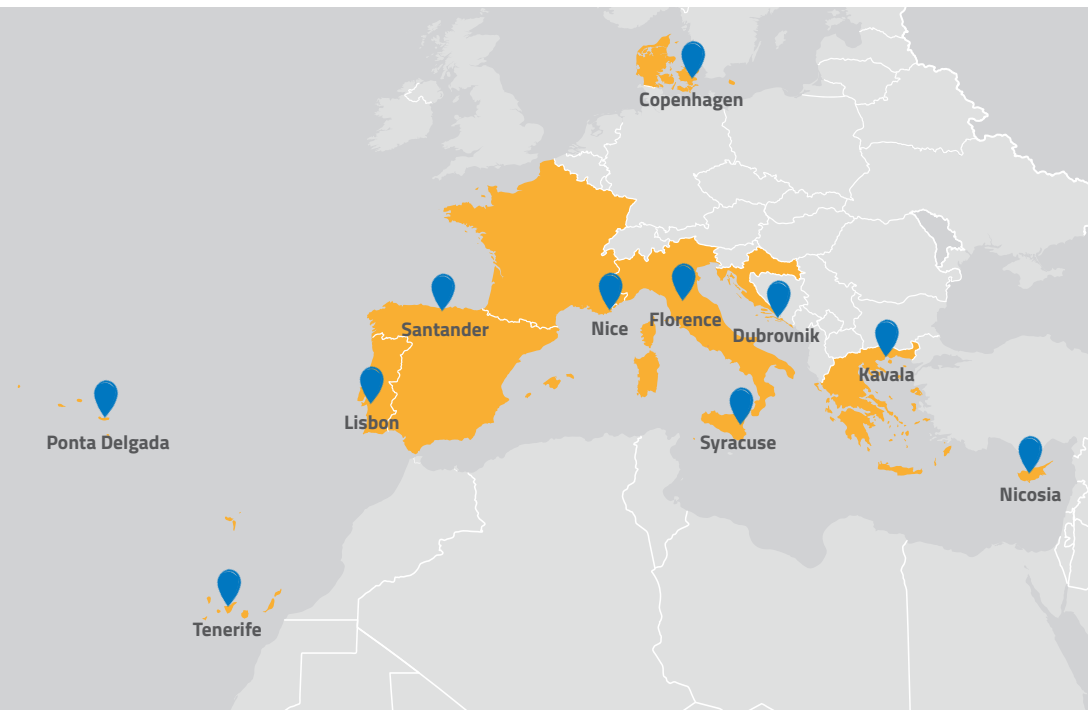 Copenhagen
Santander
Nice
Florence
Dubrovnik
Kavala
Lisbon
Ponta Delgada
Syracuse
Nicosia
Tenerife